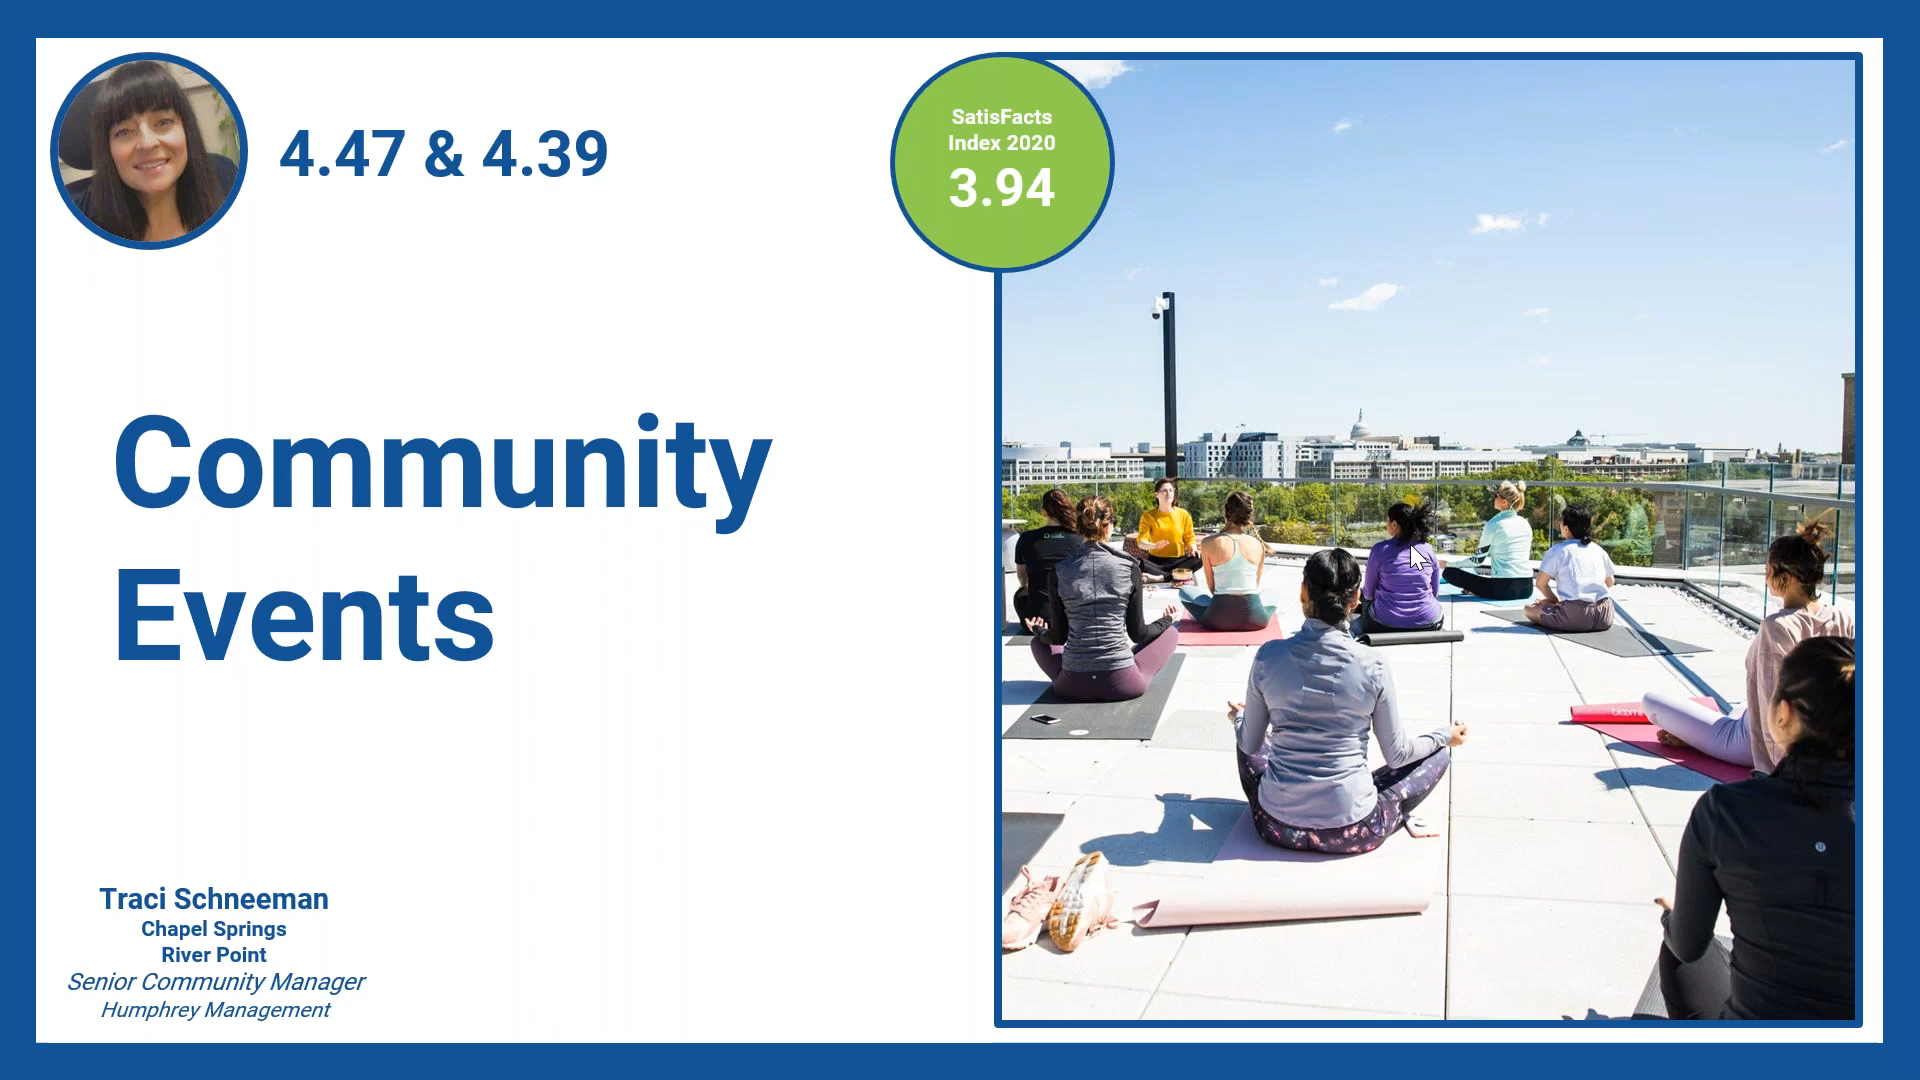 4.47 & 4.39
SatisFacts
Index 2020
3.94
Community
Events
Traci Schneeman
Chapel Springs
River Point
Senior Community Manager
Humphrey Management